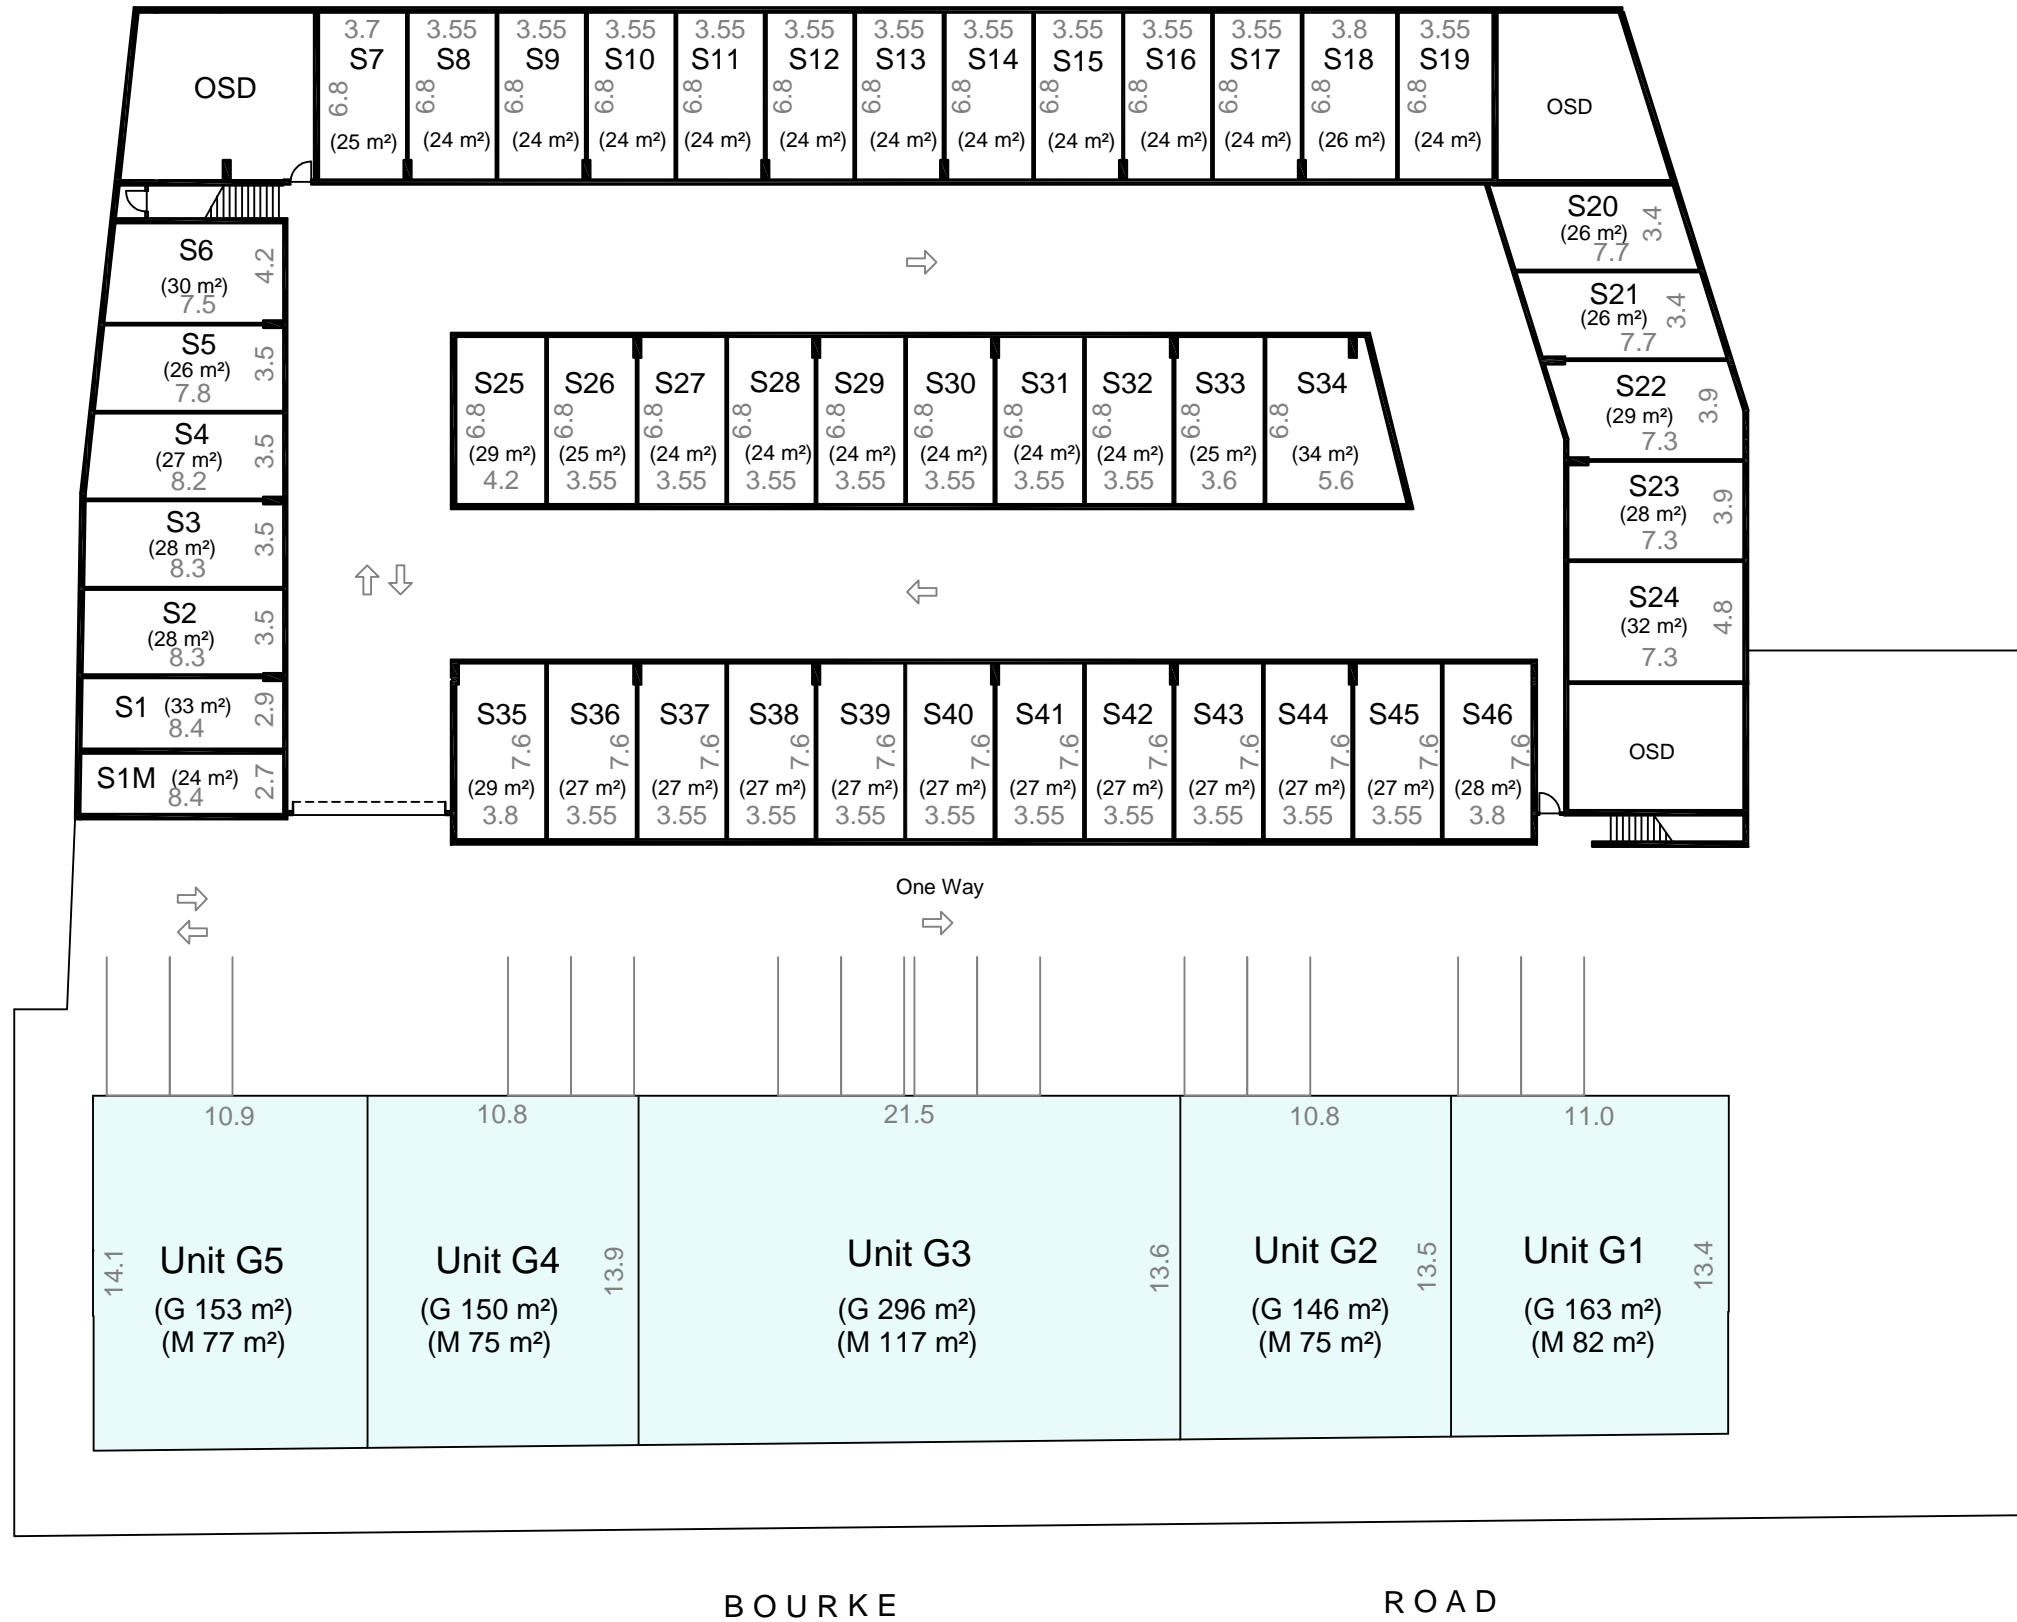 3.7 3.55 3.55 3.55 3.55 3.55 3.55 3.55 3.55 3.55 3.55 3.8 3.55
OSD S7 S8 S9 S10 S11 S12 S13 S14 S15 S16 S17 S18 S19 OSD
6.8 6.8 6.8 6.8 6.8 6.8 6.8 6.8 6.8 6.8 6.8 6.8 6.8
(25 m²) (24 m²) (24 m²) (24 m²) (24 m²) (24 m²) (24 m²) (24 m²) (24 m²) (24 m²) (24 m²) (26 m²) (24 m²)
S6
(30 m²)
7.5
4.2
S5
(26 m²)
7.8
3.5
S4
(27 m²)
8.2
3.5
S3
(28 m²)
8.3
3.5
S2
(28 m²)
8.3
3.5
S1 (33 m²)
8.4
2.9
S1M (24 m²)
8.4
2.7
S20
(26 m²)
7.7
3.4
S21
(26 m²)
7.7
3.4
S22
(29 m²)
7.3
3.9
S23
(28 m²)
7.3
3.9
S24
(32 m²)
7.3
4.8
OSD
S25 S26 S27 S28 S29 S30 S31 S32 S33 S34
6.8 6.8 6.8 6.8 6.8 6.8 6.8 6.8 6.8 6.8
(29 m²) (25 m²) (24 m²) (24 m²) (24 m²) (24 m²) (24 m²) (24 m²) (25 m²) (34 m²)
4.2 3.55 3.55 3.55 3.55 3.55 3.55 3.55 3.6 5.6
S35 S36 S37 S38 S39 S40 S41 S42 S43 S44 S45 S46
7.6 7.6 7.6 7.6 7.6 7.6 7.6 7.6 7.6 7.6 7.6 7.6
(29 m²) (27 m²) (27 m²) (27 m²) (27 m²) (27 m²) (27 m²) (27 m²) (27 m²) (27 m²) (27 m²) (28 m²)
3.8 3.55 3.55 3.55 3.55 3.55 3.55 3.55 3.55 3.55 3.55 3.8
One Way
10.9 10.8 21.5 10.8 11.0
14.1 Unit G5
(G 153 m²)
(M 77 m²)
Unit G4 13.9
(G 150 m²)
(M 75 m²)
Unit G3 13.6
(G 296 m²)
(M 117 m²)
Unit G2 13.5
(G 146 m²)
(M 75 m²)
Unit G1 13.4
(G 163 m²)
(M 82 m²)
BOURKE ROAD